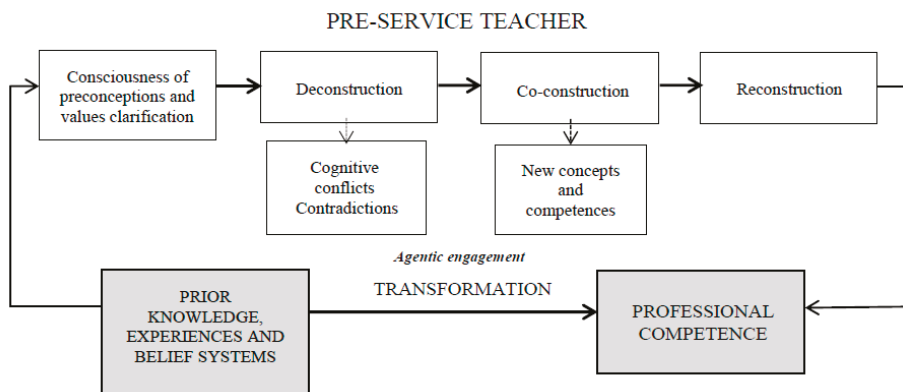 PRE-SERVICE TEACHER
Consciousness of
preconceptions and
values clarification
Deconstruction
Co-construction
Reconstruction
Cognitive
conflicts
Contradictions
New concepts
and
competences
Agentic engagement
TRANSFORMATION
PRIOR
KNOWLEDGE,
EXPERIENCES AND
BELIEF SYSTEMS
PROFESSIONAL
COMPETENCE